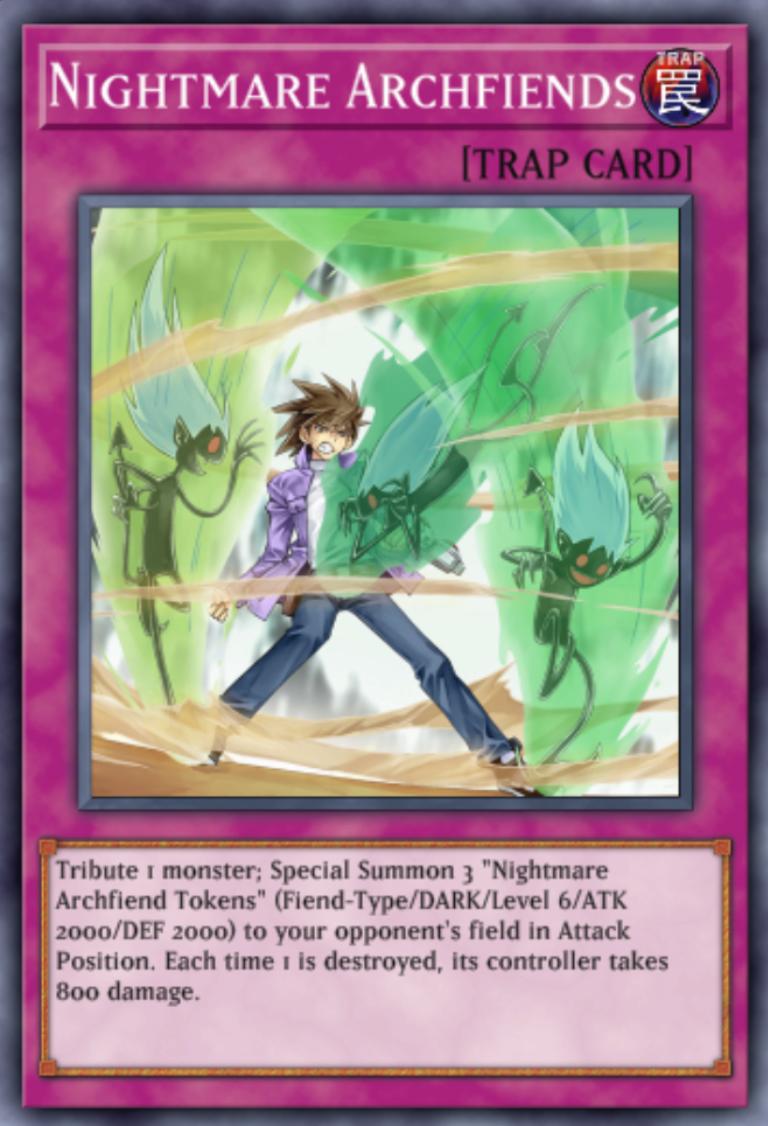 Nightmare Archfiends
TRAP
罠
[TRAP CARD]
Tribute 1 monster; Special Summon 3 "Nightmare
Archfiend Tokens" (Fiend-Type/DARK/Level 6/ATK
2000/DEF 2000) to your opponent's field in Attack
Position. Each time 1 is destroyed, its controller takes
800 damage.